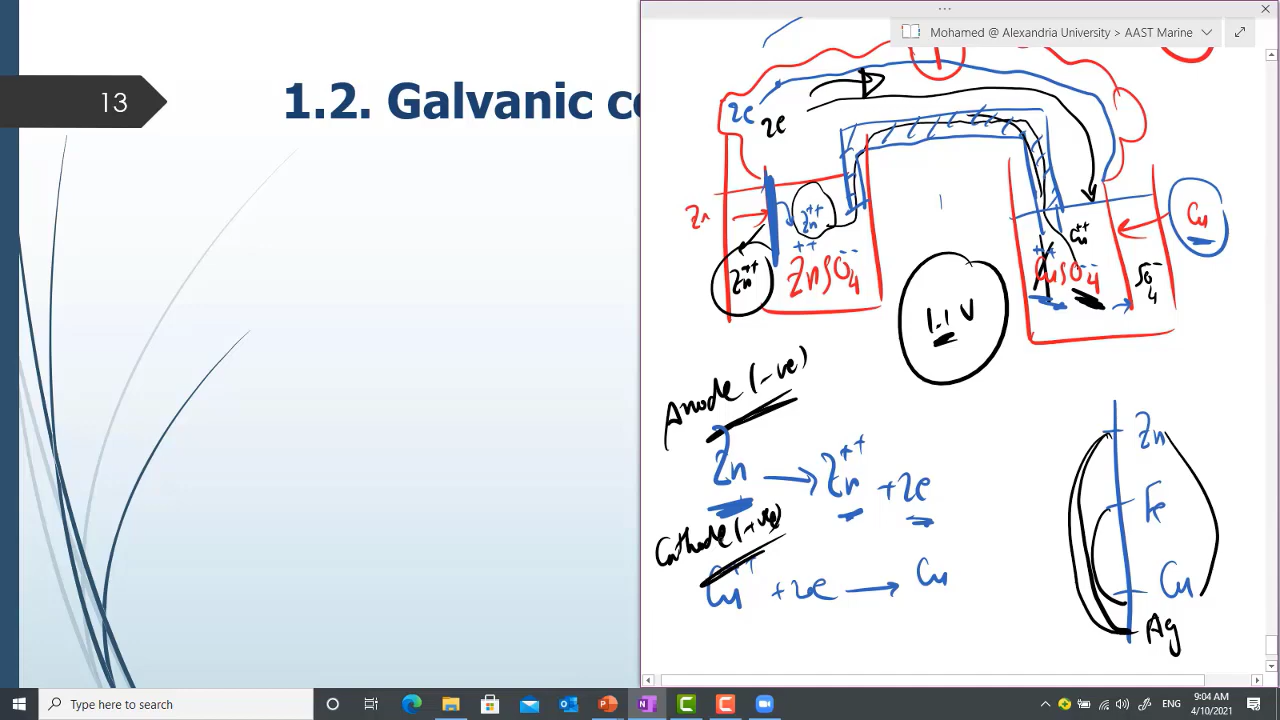 13
1.2. Galvanic c
Mohamed @ Alexandria University > AAST Marine
2e
2e
Zn
Zn++
Zn++
++ --
ZnSO4
Cu
Cu++
++ --
CuSO4
SO4--
1.1 V
Anode (-ve)
Zn → Zn++ + 2e
Cathode (+ve)
Cu++ + 2e → Cu
Zn
Fe
Cu
Ag
Type here to search
ENG
9:04 AM
4/10/2021